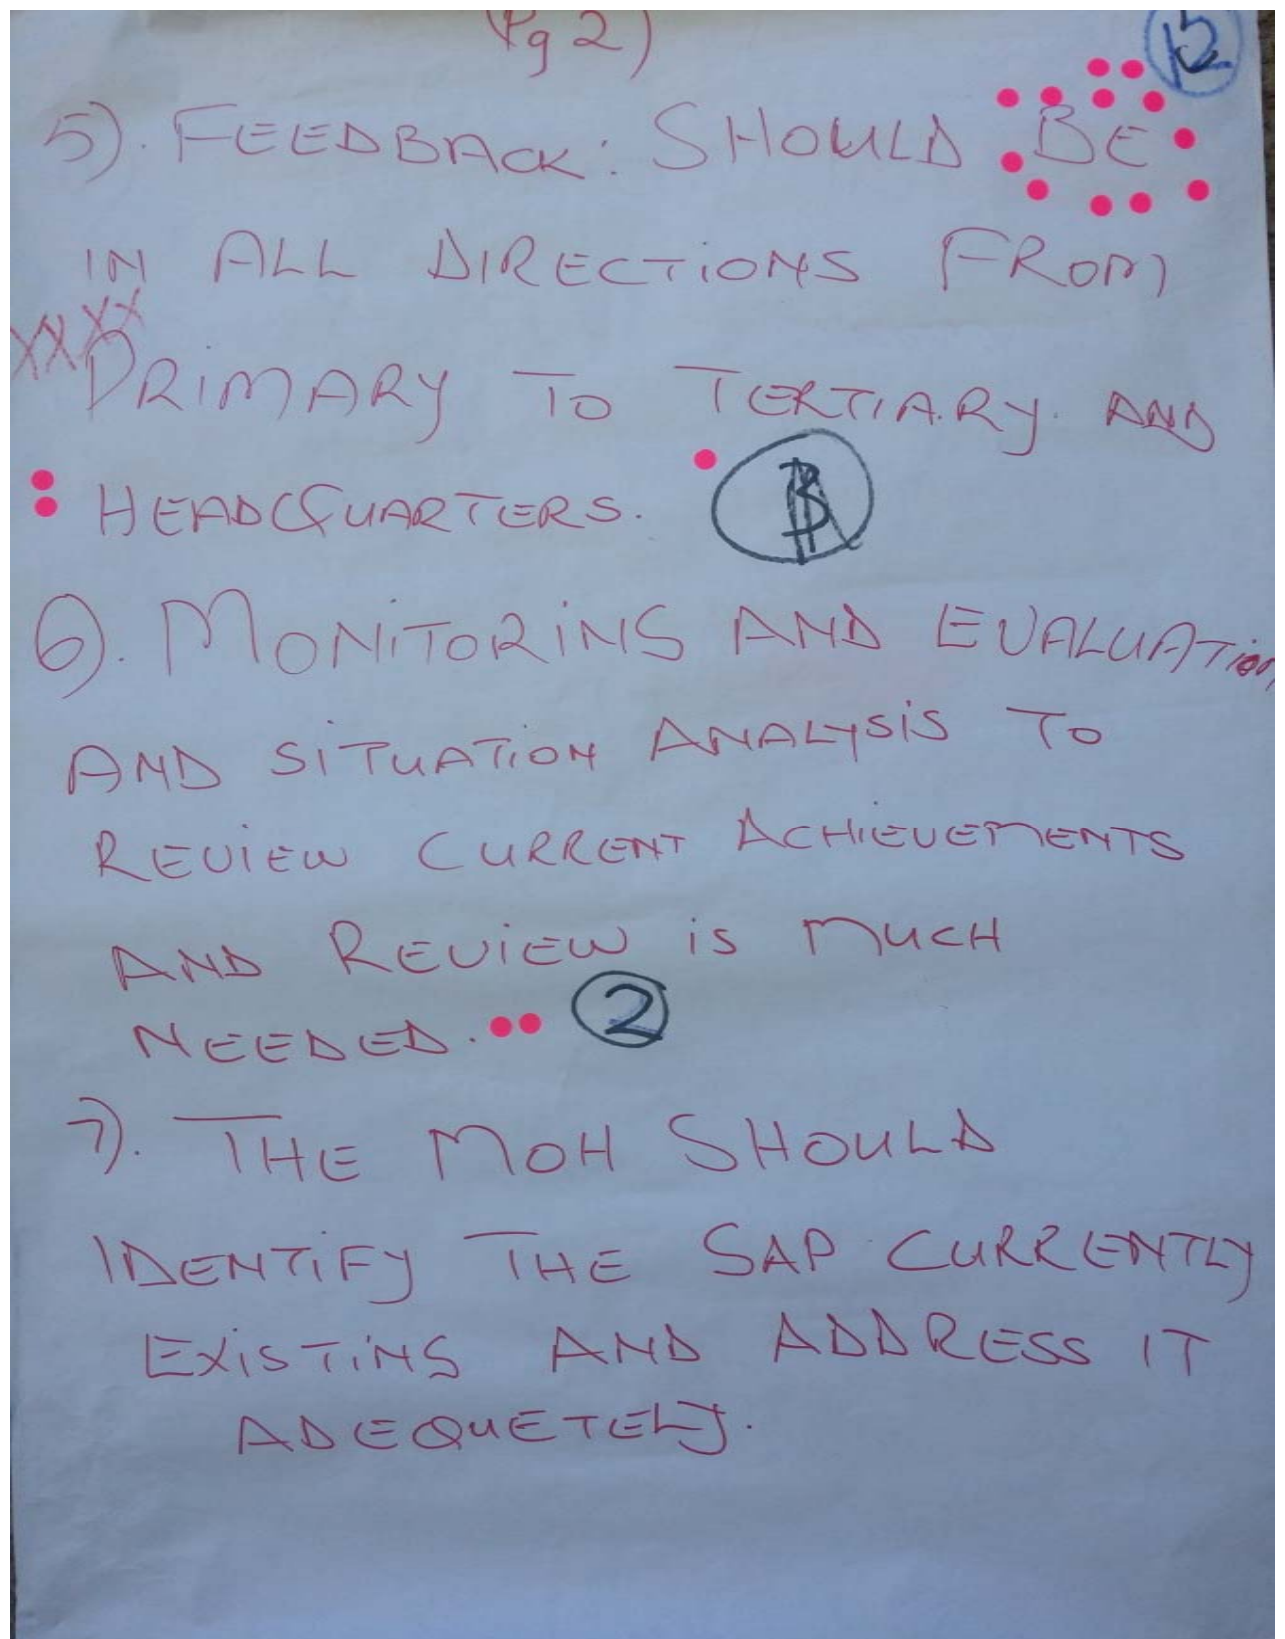 Pg 2)
5). FEEDBACK: SHOULD BE
IN ALL DIRECTIONS FROM
XXXX
PRIMARY TO TERTIARY. AND
HEADQUARTERS.
6). MONITORING AND EVALUATION
AND SITUATION ANALYSIS TO
REVIEW CURRENT ACHIEVEMENTS
AND REVIEW is MUCH
NEEDED. 2
7). THE MOH SHOULD
IDENTIFY THE SAP CURRENTLY
EXISTING AND ADDRESS IT
ADEQUETELY.